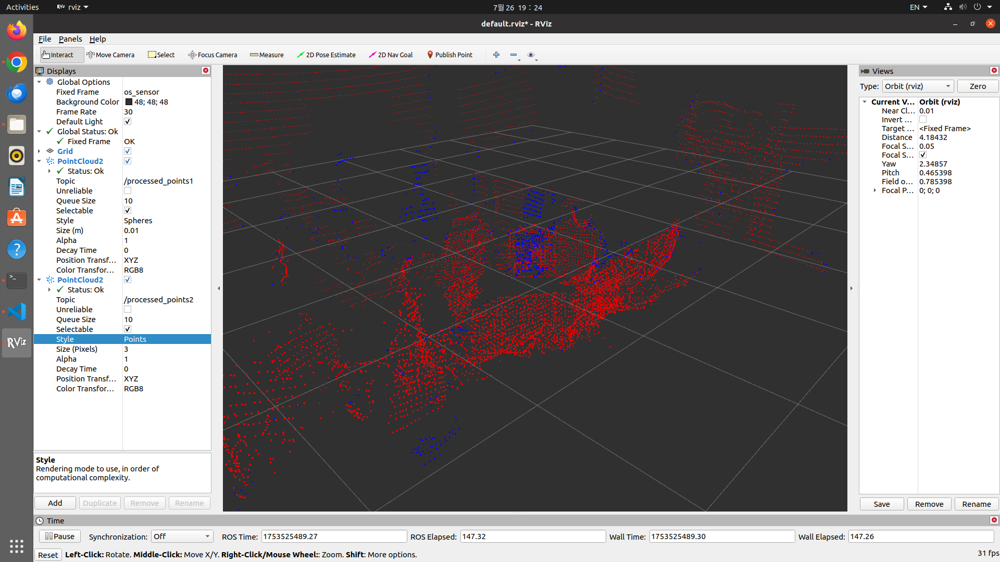 Activities
rviz
7월 26 19 : 24
EN
default.rviz* - RViz
File Panels Help
Interact Move Camera Select Focus Camera Measure 2D Pose Estimate 2D Nav Goal Publish Point
Displays
Global Options
Fixed Frame os_sensor
Background Color 48; 48; 48
Frame Rate 30
Default Light
Global Status: Ok
Fixed Frame OK
Grid
PointCloud2
Status: Ok
Topic /processed_points1
Unreliable
Queue Size 10
Selectable
Style Spheres
Size (m) 0.01
Alpha 1
Decay Time 0
Position Transf… XYZ
Color Transfor… RGB8
PointCloud2
Status: Ok
Topic /processed_points2
Unreliable
Queue Size 10
Selectable
Style Points
Size (Pixels) 3
Alpha 1
Decay Time 0
Position Transf… XYZ
Color Transfor… RGB8
Style
Rendering mode to use, in order of
computational complexity.
Add Duplicate Remove Rename
RViz
Views
Type: Orbit (rviz) Zero
Current V… Orbit (rviz)
Near Cl… 0.01
Invert …
Target … <Fixed Frame>
Distance 4.18432
Focal S… 0.05
Focal S…
Yaw 2.34857
Pitch 0.465398
Field o… 0.785398
Focal P… 0; 0; 0
Save Remove Rename
Time
Pause Synchronization: Off ROS Time: 1753525489.27 ROS Elapsed: 147.32 Wall Time: 1753525489.30 Wall Elapsed: 147.26
Reset Left-Click: Rotate. Middle-Click: Move X/Y. Right-Click/Mouse Wheel:: Zoom. Shift: More options. 31 fps